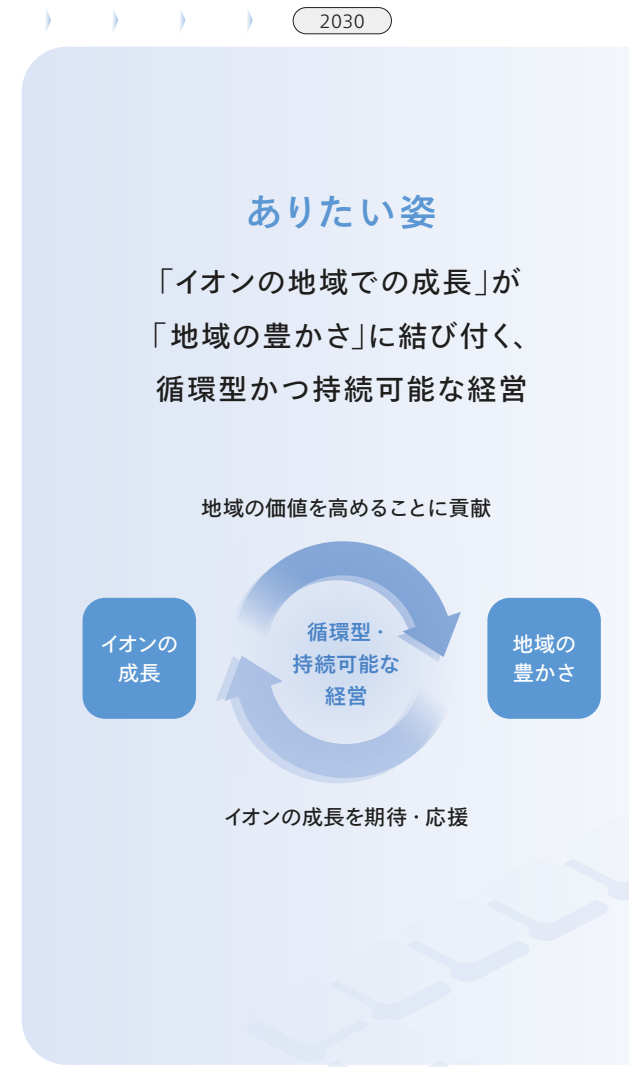 2030
ありたい姿
「イオンの地域での成長」が
「地域の豊かさ」に結び付く、
循環型かつ持続可能な経営
地域の価値を高めることに貢献
イオンの
成長
循環型・
持続可能な
経営
地域の
豊かさ
イオンの成長を期待・応援